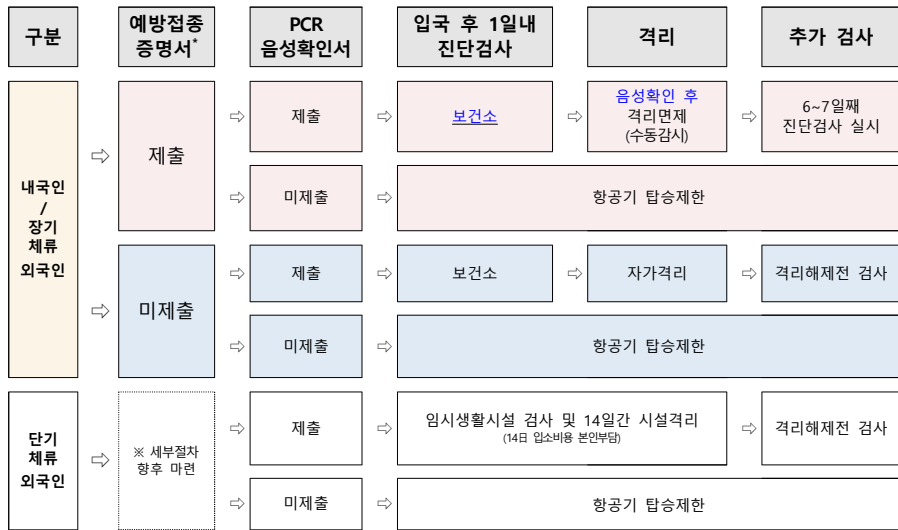 구분
예방접종
증명서*
PCR
음성확인서
입국 후 1일내
진단검사
격리
추가 검사
내국인
/
장기
체류
외국인
⇨
제출
⇨
제출
⇨
보건소
⇨
음성확인 후
격리면제
(수동감시)
⇨
6~7일째
진단검사 실시
⇨
미제출
⇨
항공기 탑승제한
⇨
미제출
⇨
제출
⇨
보건소
⇨
자가격리
⇨
격리해제전 검사
⇨
미제출
⇨
항공기 탑승제한
단기
체류
외국인
⇨
※ 세부절차
향후 마련
⇨
제출
⇨
임시생활시설 검사 및 14일간 시설격리
(14日 입소비용 본인부담)
⇨
격리해제전 검사
⇨
미제출
⇨
항공기 탑승제한